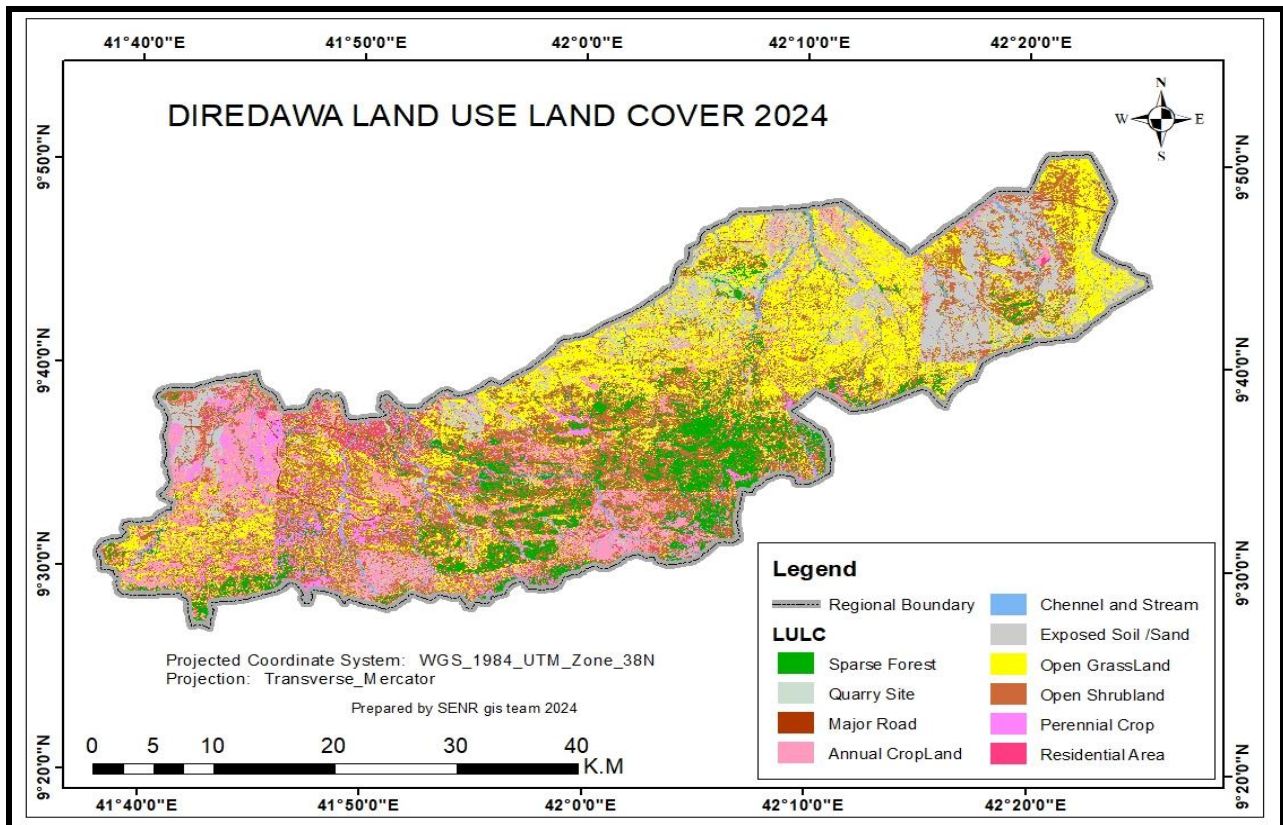 41°40'0"E 41°50'0"E 42°0'0"E 42°10'0"E 42°20'0"E
DIREDAWA LAND USE LAND COVER 2024
N
W E
S
9°50'0"N 9°50'0"N
9°40'0"N 9°40'0"N
9°30'0"N 9°30'0"N
9°20'0"N 9°20'0"N
Legend
Regional Boundary
LULC
Sparse Forest
Quarry Site
Major Road
Annual CropLand
Chennel and Stream
Exposed Soil /Sand
Open GrassLand
Open Shrubland
Perennial Crop
Residential Area
Projected Coordinate System: WGS_1984_UTM_Zone_38N
Projection: Transverse_Mercator
Prepared by SENR gis team 2024
0 5 10 20 30 40
K.M
41°40'0"E 41°50'0"E 42°0'0"E 42°10'0"E 42°20'0"E